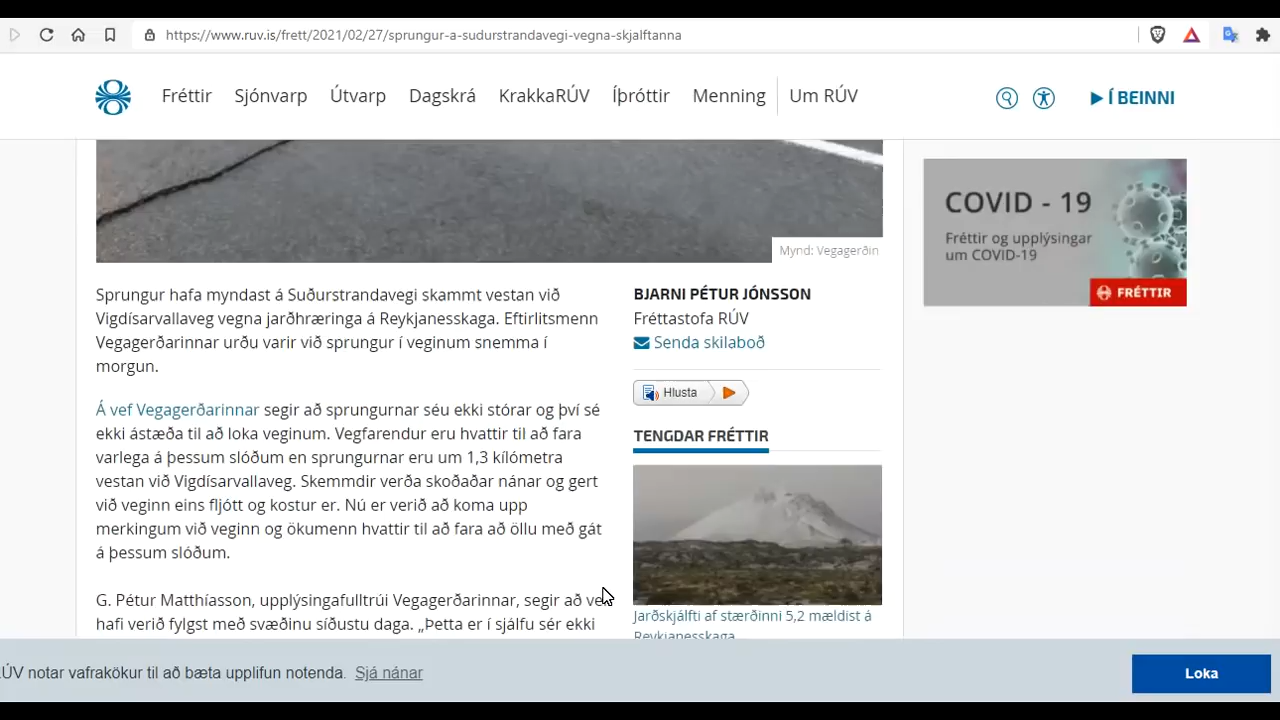 https://www.ruv.is/frett/2021/02/27/sprungur-a-sudurstrandavegi-vegna-skjalftanna
Fréttir Sjónvarp Útvarp Dagskrá KrakkaRÚV Íþróttir Menning Um RÚV
Í BEINNI
Mynd: Vegagerðin
Sprungur hafa myndast á Suðurstrandavegi skammt vestan við
Vigdísarvallaveg vegna jarðhræringa á Reykjanesskaga. Eftirlitsmenn
Vegagerðarinnar urðu varir við sprungur í veginum snemma í
morgun.
Á vef Vegagerðarinnar segir að sprungurnar séu ekki stórar og því sé
ekki ástæða til að loka veginum. Vegfarendur eru hvattir til að fara
varlega á þessum slóðum en sprungurnar eru um 1,3 kílómetra
vestan við Vigdísarvallaveg. Skemmdir verða skoðaðar nánar og gert
við veginn eins fljótt og kostur er. Nú er verið að koma upp
merkingum við veginn og ökumenn hvattir til að fara að öllu með gát
á þessum slóðum.
G. Pétur Matthíasson, upplýsingafulltrúi Vegagerðarinnar, segir að ve
hafi verið fylgst með svæðinu síðustu daga. „Þetta er í sjálfu sér ekki
BJARNI PÉTUR JÓNSSON
Fréttastofa RÚV
Senda skilaboð
Hlusta
TENGDAR FRÉTTIR
Jarðskjálfti af stærðinni 5,2 mældist á
Reykjanesskaga
COVID - 19
Fréttir og upplýsingar
um COVID-19
FRÉTTIR
ÚV notar vafrakökur til að bæta upplifun notenda. Sjá nánar
Loka